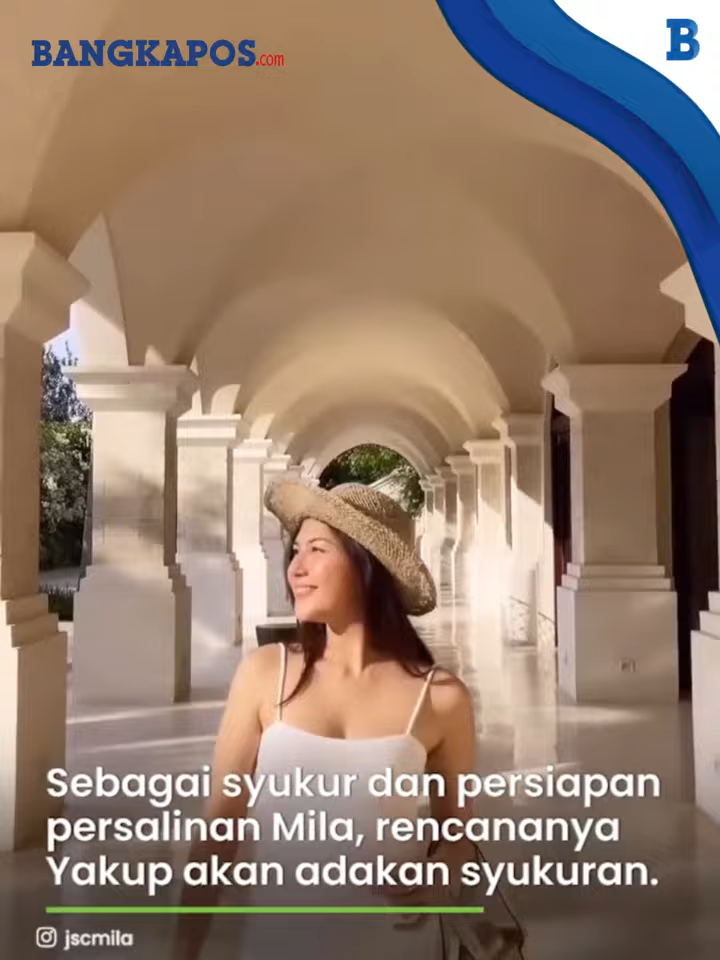 BANGKAPOS.com
B
Sebagai syukur dan persiapan
persalinan Mila, rencananya
Yakup akan adakan syukuran.
jscmila